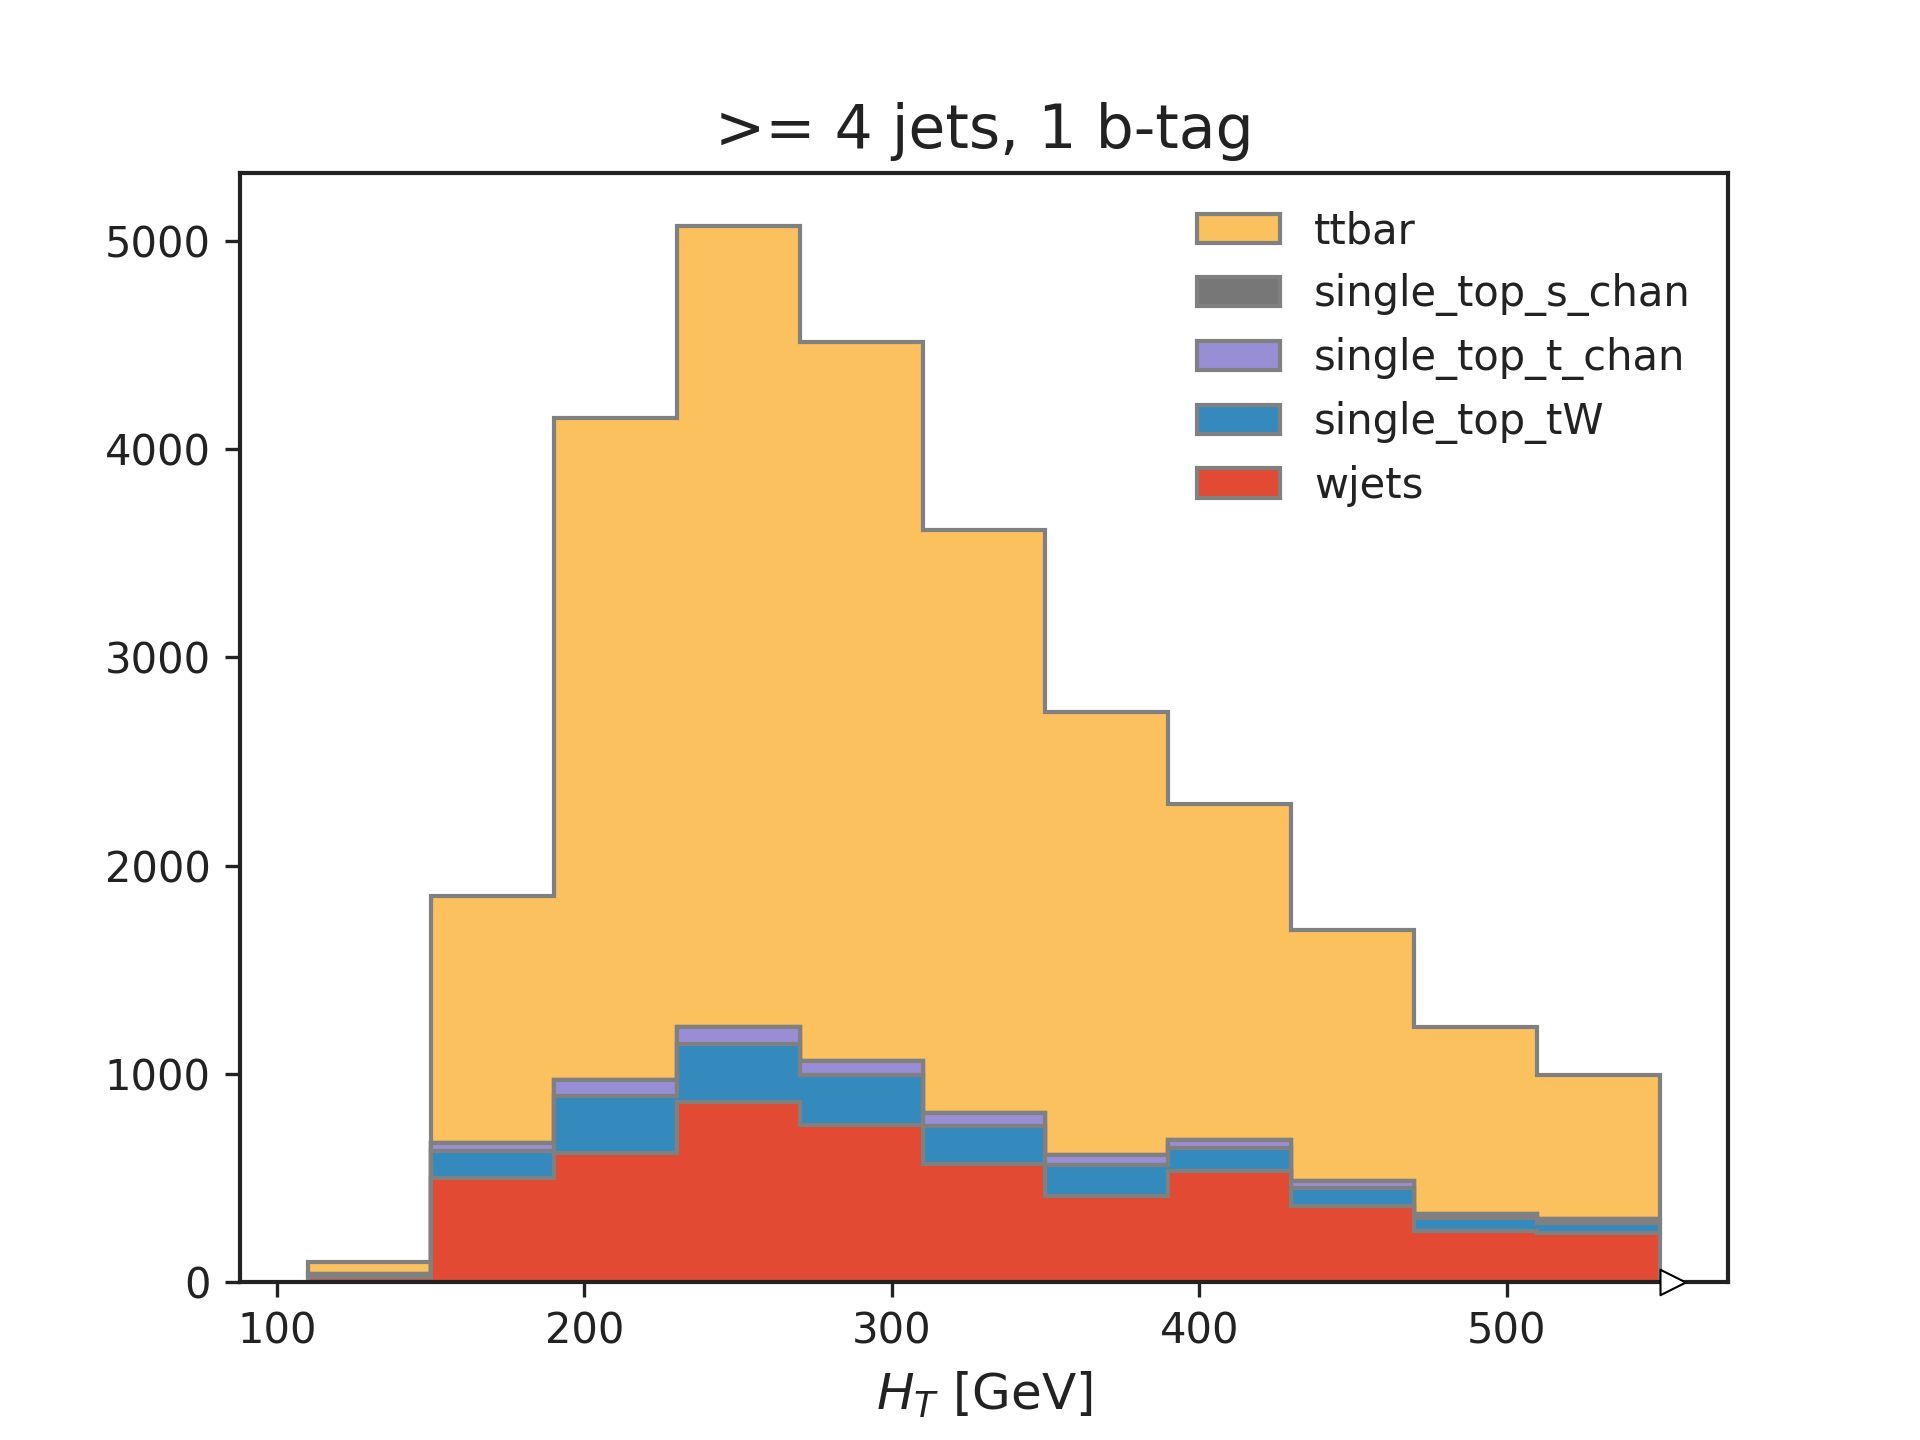 >= 4 jets, 1 b-tag
5000
4000
3000
2000
1000
0
ttbar
single_top_s_chan
single_top_t_chan
single_top_tW
wjets
100 200 300 400 500
H_T [GeV]